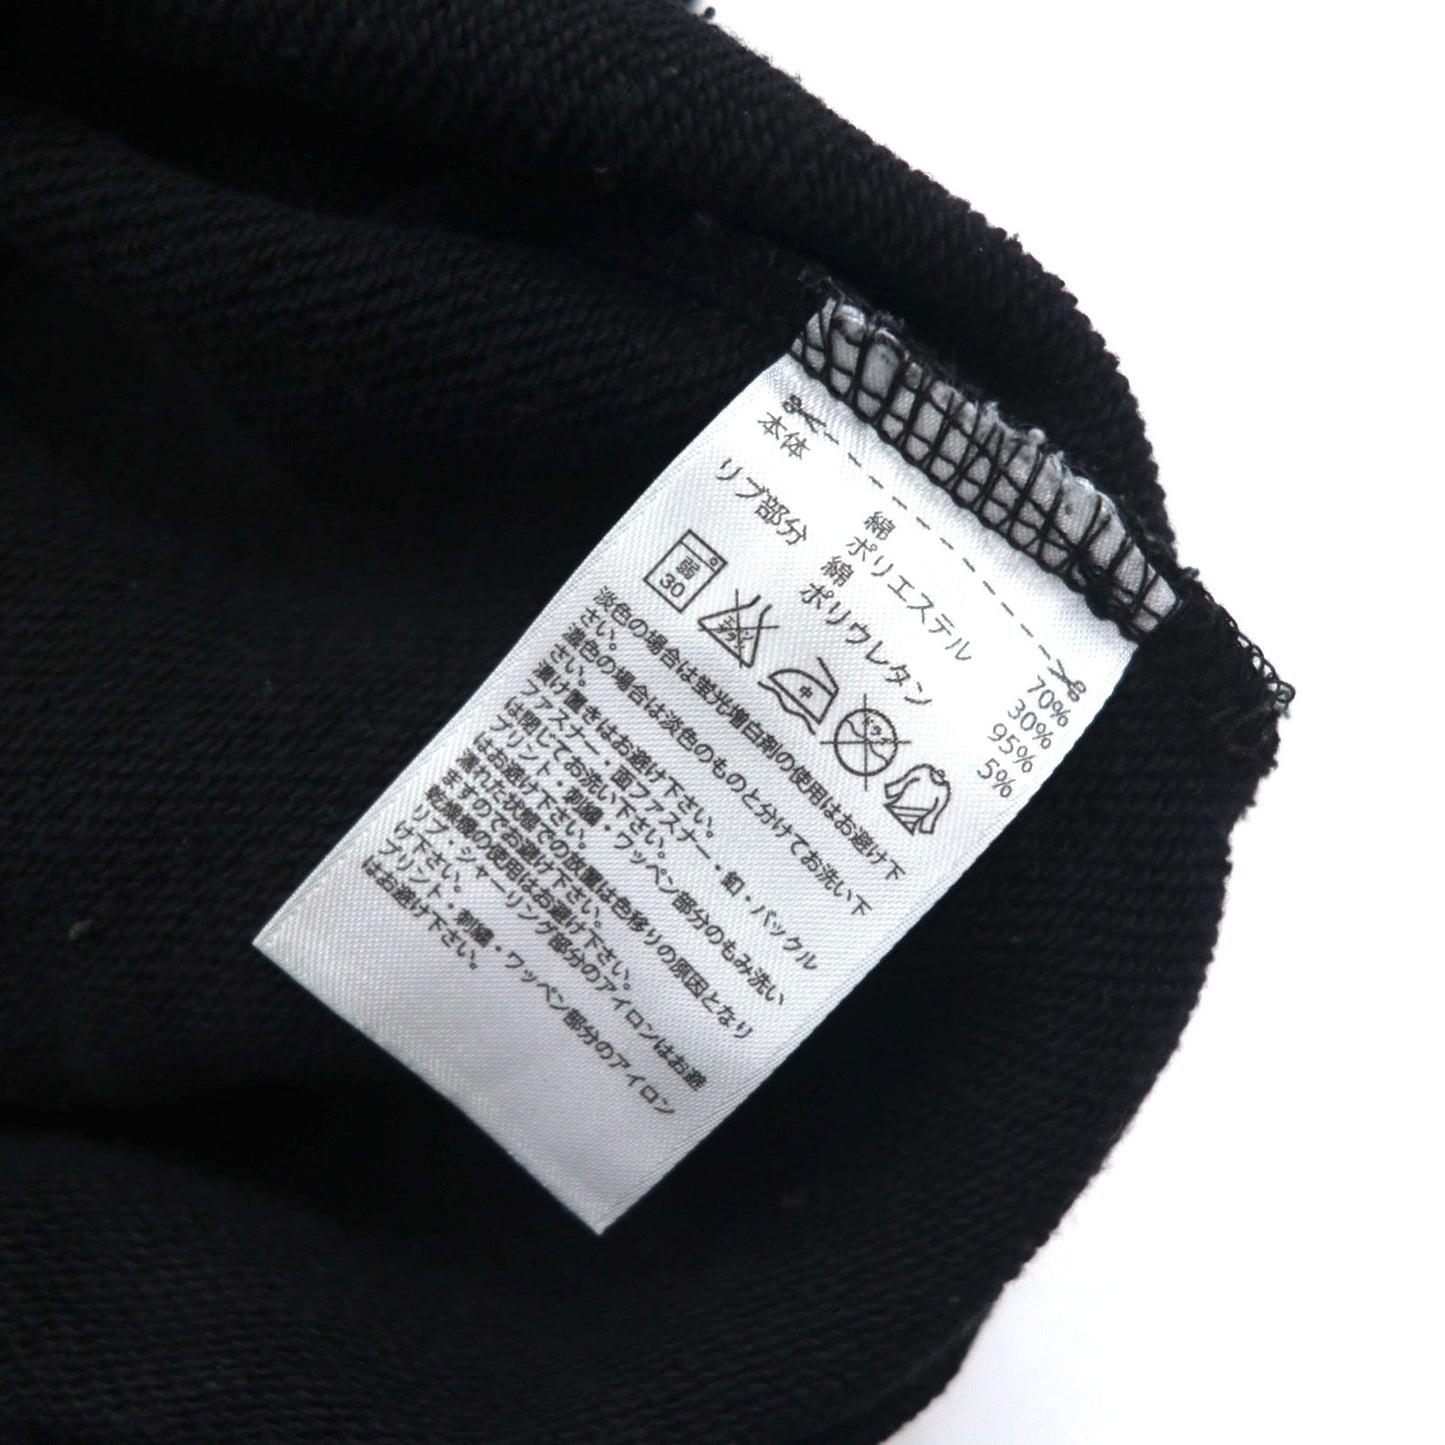 本体 綿 70%
ポリエステル 30%
リブ部分 綿 95%
ポリウレタン 5%
弱 30 エンソ 中 ドライ
淡色の場合は蛍光増白剤の使用はお避け下
さい。
濃色の場合は淡色のものと分けてお洗い下
さい。
漬け置きはお避け下さい。
ファスナー・面ファスナー・釦・バックル
は閉じてお洗い下さい。
プリント・刺繍・ワッペン部分のもみ洗い
はお避け下さい。
濡れた状態での放置は色移りの原因となり
ますのでお避け下さい。
乾燥機の使用はお避け下さい。
リブ・シャーリング部分のアイロンはお避
け下さい。
プリント・刺繍・ワッペン部分のアイロン
はお避け下さい。